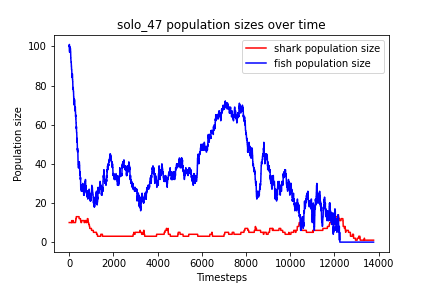 solo_47 population sizes over time
shark population size
fish population size
Population size
100
80
60
40
20
0
0 2000 4000 6000 8000 10000 12000 14000
Timesteps